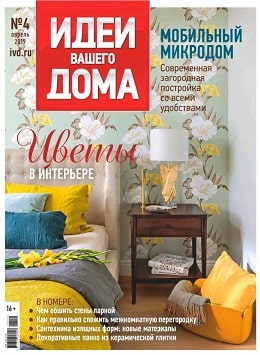 №4
апрель
2019
ivd.ru
ИДЕИ
ВАШЕГО
ДОМА
МОБИЛЬНЫЙ
МИКРОДОМ
Современная
загородная
постройка
со всеми
удобствами
Цветы
В ИНТЕРЬЕРЕ
16+
В НОМЕРЕ:
• Чем обшить стены парной
• Как правильно сложить межкомнатную перегородку
• Сантехника изящных форм: новые материалы
• Декоративные панно из керамической плитки